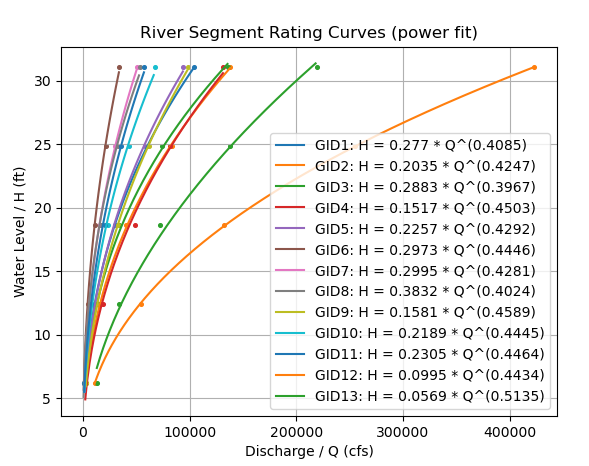 River Segment Rating Curves (power fit)
Water Level / H (ft)
30
25
20
15
10
5
GID1: H = 0.277 * Q^(0.4085)
GID2: H = 0.2035 * Q^(0.4247)
GID3: H = 0.2883 * Q^(0.3967)
GID4: H = 0.1517 * Q^(0.4503)
GID5: H = 0.2257 * Q^(0.4292)
GID6: H = 0.2973 * Q^(0.4446)
GID7: H = 0.2995 * Q^(0.4281)
GID8: H = 0.3832 * Q^(0.4024)
GID9: H = 0.1581 * Q^(0.4589)
GID10: H = 0.2189 * Q^(0.4445)
GID11: H = 0.2305 * Q^(0.4464)
GID12: H = 0.0995 * Q^(0.4434)
GID13: H = 0.0569 * Q^(0.5135)
0 100000 200000 300000 400000
Discharge / Q (cfs)